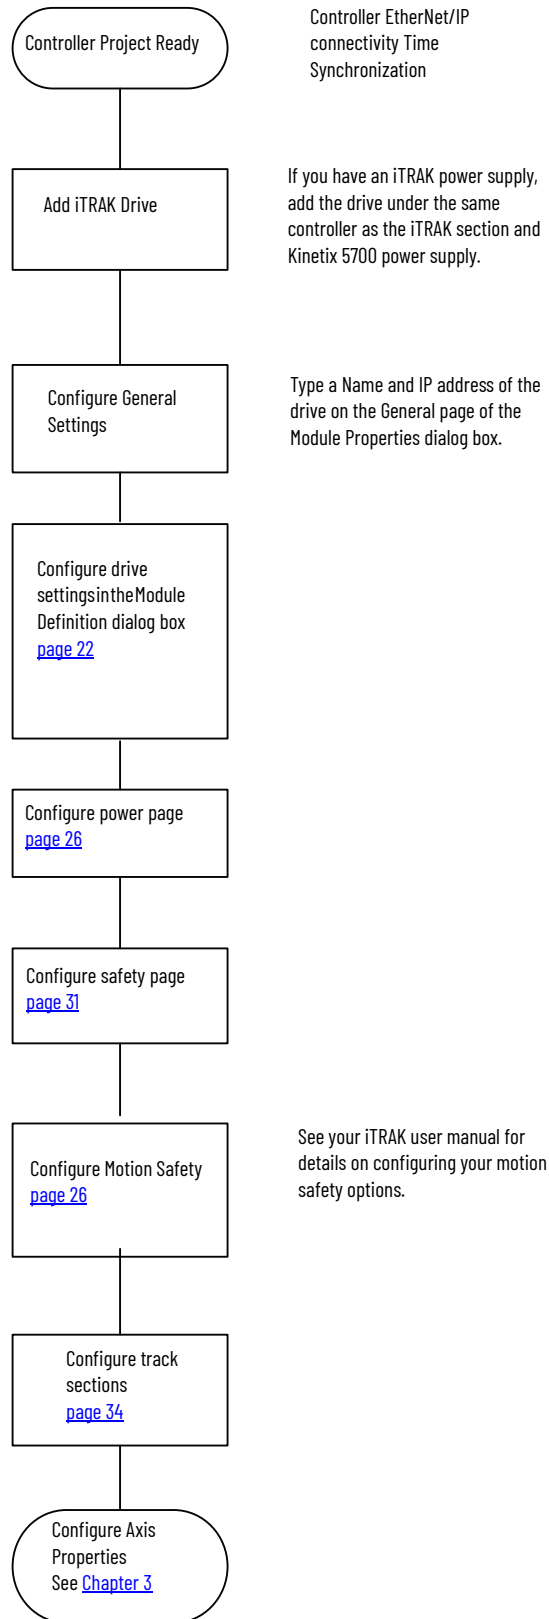 Controller Project Ready
Controller EtherNet/IP
connectivity Time
Synchronization
Add iTRAK Drive
If you have an iTRAK power supply,
add the drive under the same
controller as the iTRAK section and
Kinetix 5700 power supply.
Configure General
Settings
Type a Name and IP address of the
drive on the General page of the
Module Properties dialog box.
Configure drive
settingsintheModule
Definition dialog box
page 22
Configure power page
page 26
Configure safety page
page 31
Configure Motion Safety
page 26
See your iTRAK user manual for
details on configuring your motion
safety options.
Configure track
sections
page 34
Configure Axis
Properties
See Chapter 3